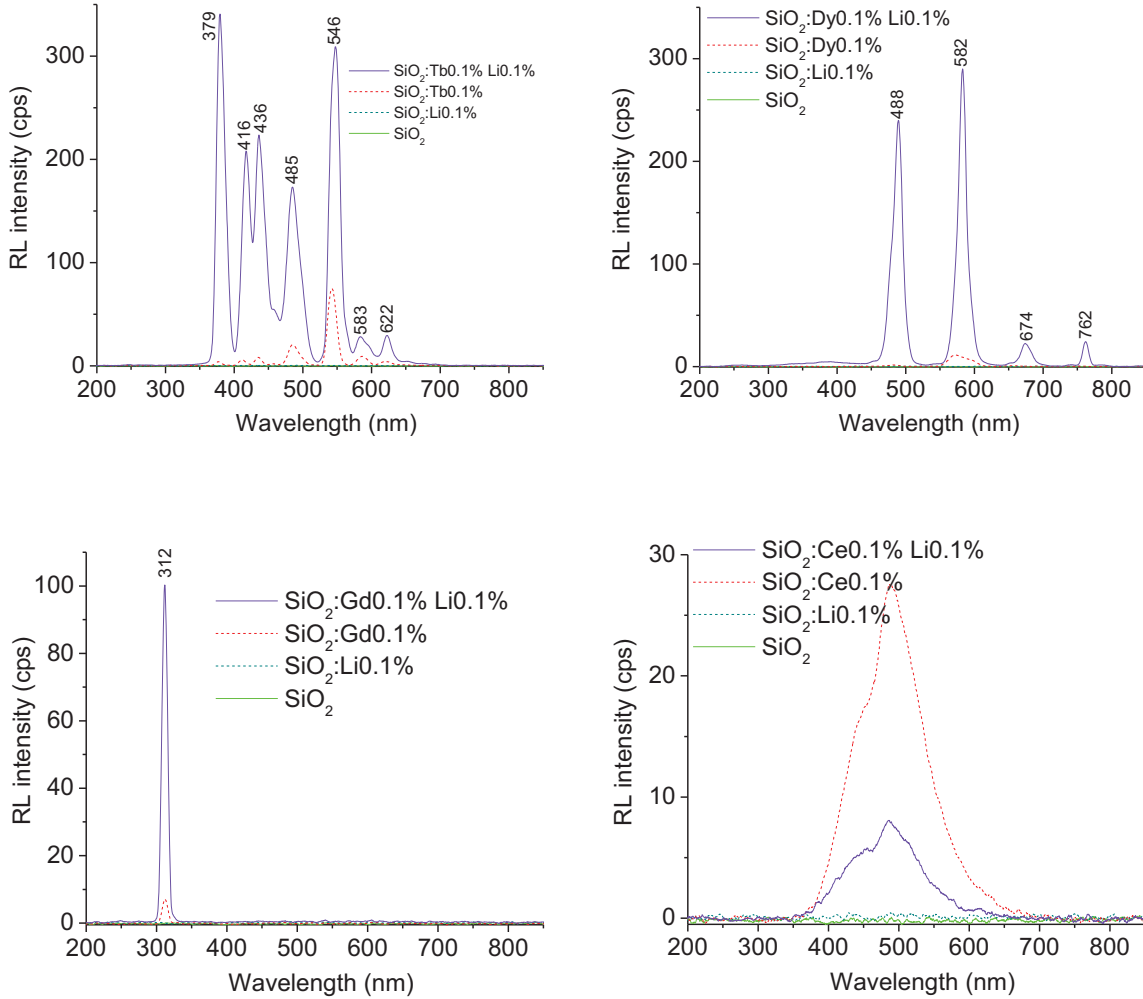 379
416
436
485
546
583
622
SiO2:Tb0.1% Li0.1%
SiO2:Tb0.1%
SiO2:Li0.1%
SiO2
300
200
100
0
RL intensity (cps)
200 300 400 500 600 700 800
Wavelength (nm)
SiO2:Dy0.1% Li0.1%
SiO2:Dy0.1%
SiO2:Li0.1%
SiO2
488
582
674
762
300
200
100
0
RL intensity (cps)
200 300 400 500 600 700 800
Wavelength (nm)
312
SiO2:Gd0.1% Li0.1%
SiO2:Gd0.1%
SiO2:Li0.1%
SiO2
100
80
60
40
20
0
RL intensity (cps)
200 300 400 500 600 700 800
Wavelength (nm)
SiO2:Ce0.1% Li0.1%
SiO2:Ce0.1%
SiO2:Li0.1%
SiO2
30
20
10
0
RL intensity (cps)
200 300 400 500 600 700 800
Wavelength (nm)